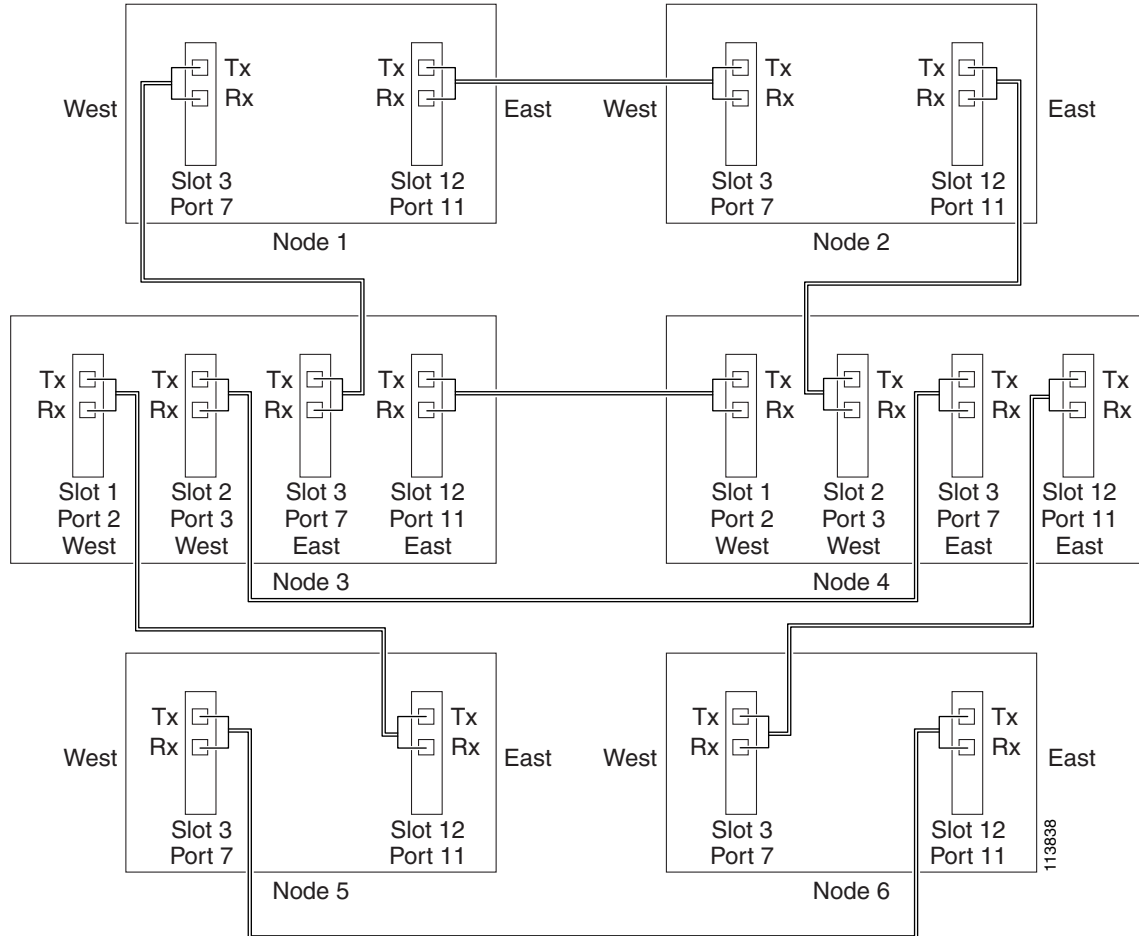 Tx
Rx
Tx
Rx
Tx
Rx
Tx
Rx
West
East
West
East
Slot 3
Port 7
Slot 12
Port 11
Slot 3
Port 7
Slot 12
Port 11
Node 1
Node 2
Tx
Rx
Tx
Rx
Tx
Rx
Tx
Rx
Tx
Rx
Tx
Rx
Tx
Rx
Tx
Rx
Slot 1
Port 2
West
Slot 2
Port 3
West
Slot 3
Port 7
East
Slot 12
Port 11
East
Slot 1
Port 2
West
Slot 2
Port 3
West
Slot 3
Port 7
East
Slot 12
Port 11
East
Node 3
Node 4
Tx
Rx
Tx
Rx
Tx
Rx
Tx
Rx
West
East
West
East
Slot 3
Port 7
Slot 12
Port 11
Slot 3
Port 7
Slot 12
Port 11
113838
Node 5
Node 6